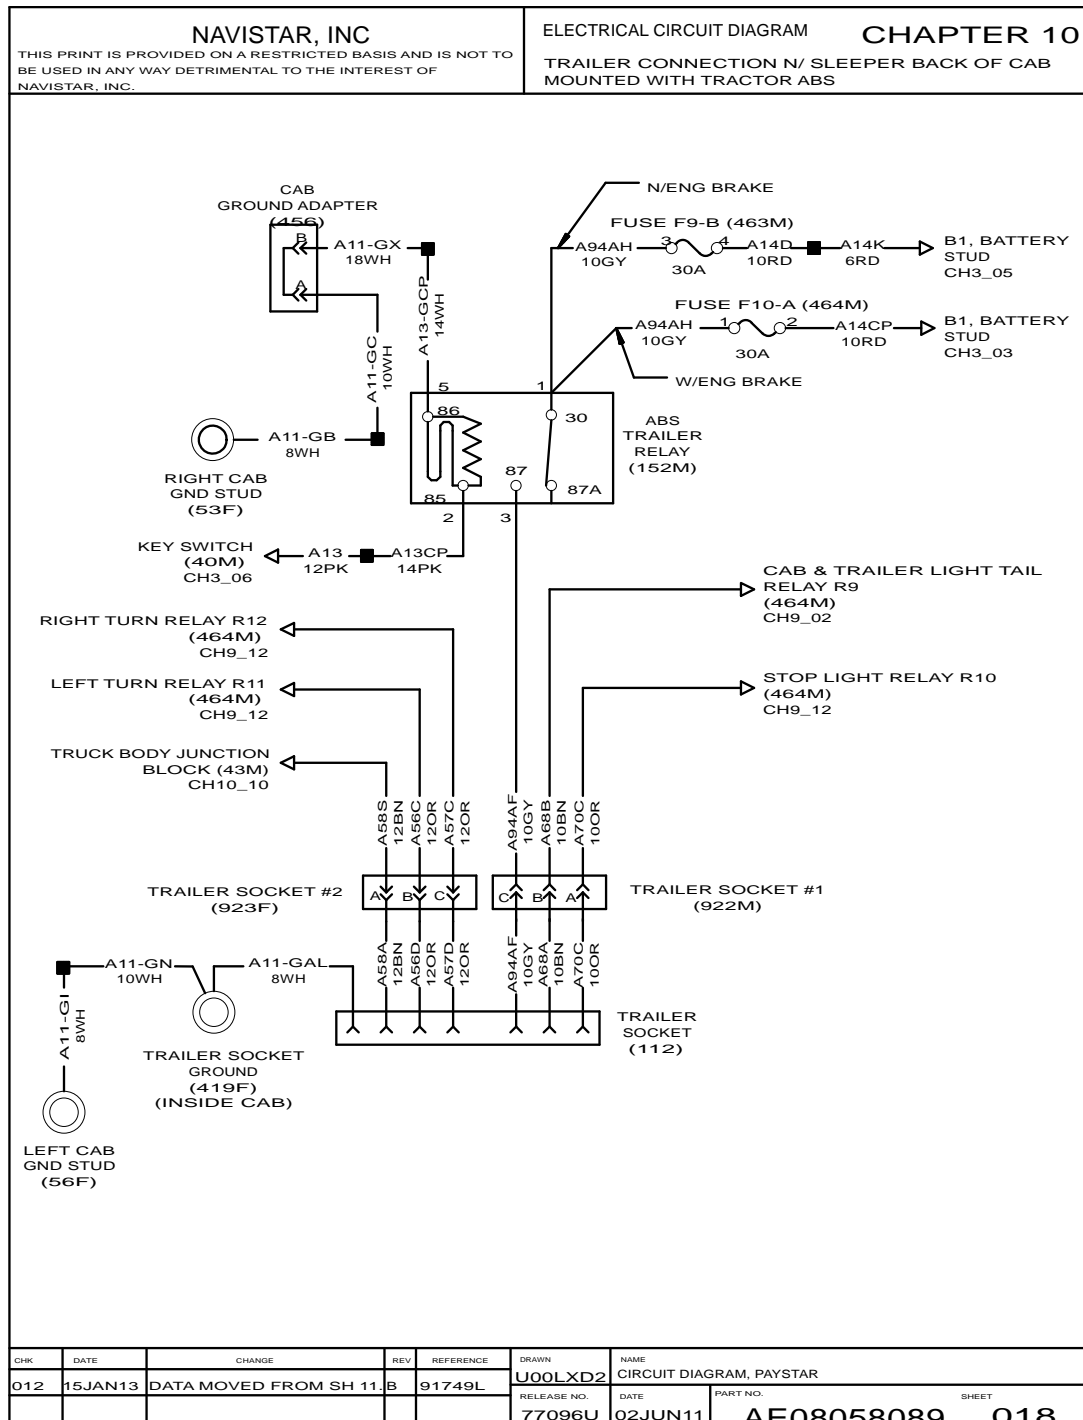 NAVISTAR, INC
THIS PRINT IS PROVIDED ON A RESTRICTED BASIS AND IS NOT TO
BE USED IN ANY WAY DETRIMENTAL TO THE INTEREST OF
NAVISTAR, INC.
ELECTRICAL CIRCUIT DIAGRAM
CHAPTER 10
TRAILER CONNECTION N/ SLEEPER BACK OF CAB
MOUNTED WITH TRACTOR ABS
CAB
GROUND ADAPTER
(456)
B
A
A11-GX
18WH
A13-GCP
14WH
A11-GC
10WH
N/ENG BRAKE
FUSE F9-B (463M)
A94AH
10GY
3
4
30A
A14D
10RD
A14K
6RD
B1, BATTERY
STUD
CH3_05
FUSE F10-A (464M)
A94AH
10GY
1
2
30A
A14CP
10RD
B1, BATTERY
STUD
CH3_03
W/ENG BRAKE
5
1
86
30
87
87A
85
2
3
ABS
TRAILER
RELAY
(152M)
A11-GB
8WH
RIGHT CAB
GND STUD
(53F)
KEY SWITCH
(40M)
CH3_06
A13
12PK
A13CP
14PK
CAB & TRAILER LIGHT TAIL
RELAY R9
(464M)
CH9_02
RIGHT TURN RELAY R12
(464M)
CH9_12
LEFT TURN RELAY R11
(464M)
CH9_12
STOP LIGHT RELAY R10
(464M)
CH9_12
TRUCK BODY JUNCTION
BLOCK (43M)
CH10_10
A58S
12BN
A56C
12OR
A57C
12OR
A94AF
10GY
A68B
10BN
A70C
10OR
TRAILER SOCKET #2
(923F)
A
B
C
C
B
A
TRAILER SOCKET #1
(922M)
A58A
12BN
A56D
12OR
A57D
12OR
A94AF
10GY
A68A
10BN
A70C
10OR
A11-GN
10WH
A11-GAL
8WH
A11-GI
8WH
TRAILER
SOCKET
(112)
TRAILER SOCKET
GROUND
(419F)
(INSIDE CAB)
LEFT CAB
GND STUD
(56F)
CHK DATE CHANGE REV REFERENCE
012 15JAN13 DATA MOVED FROM SH 11. B 91749L
DRAWN
U00LXD2
NAME
CIRCUIT DIAGRAM, PAYSTAR
RELEASE NO.
77096U
DATE
02JUN11
PART NO.
AE08058089
SHEET
018